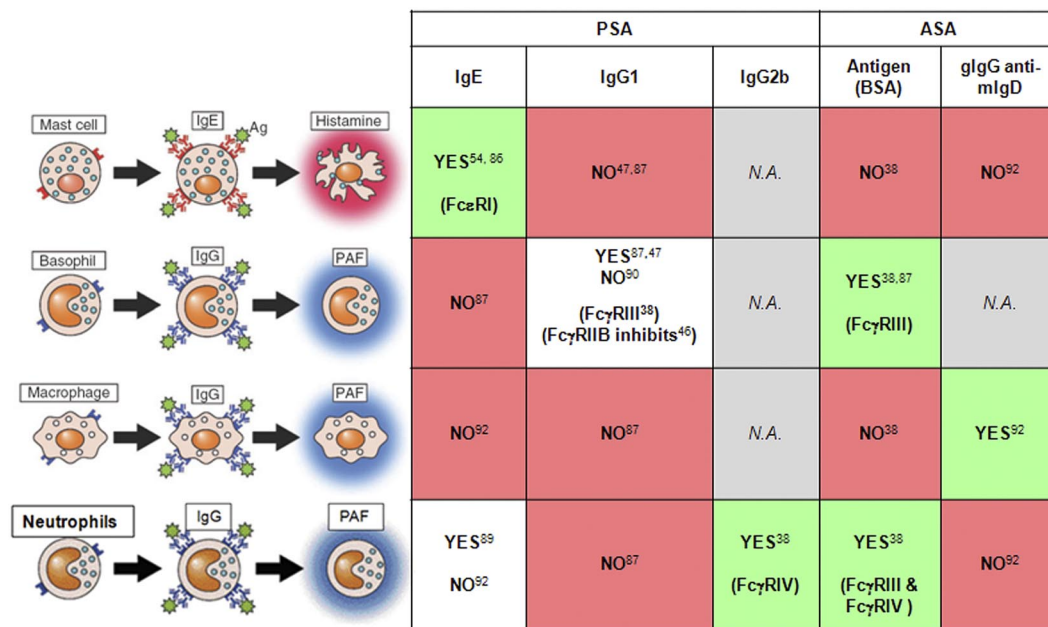 PSA ASA
IgE IgG1 IgG2b Antigen (BSA) gIgG anti-mIgD
Mast cell IgE Ag Histamine
YES54, 86
(FcεRI)
NO47,87
N.A.
NO38
NO92
Basophil IgG PAF
NO87
YES87,47
NO90
(FcγRIII38)
(FcγRIIB inhibits46)
N.A.
YES38,87
(FcγRIII)
N.A.
Macrophage IgG PAF
NO92
NO87
N.A.
NO38
YES92
Neutrophils IgG PAF
YES89
NO92
NO87
YES38
(FcγRIV)
YES38
(FcγRIII &
FcγRIV )
NO92